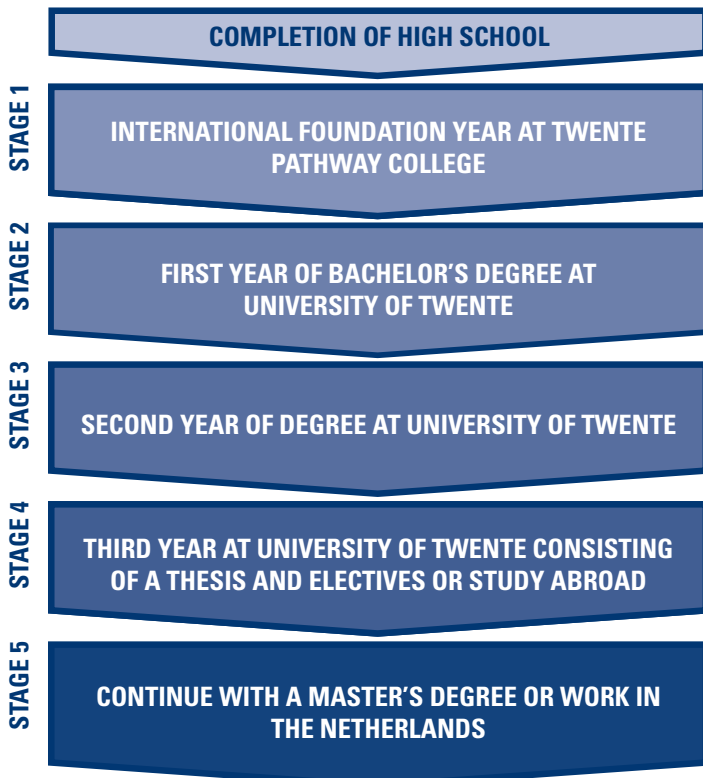 COMPLETION OF HIGH SCHOOL
STAGE 1
INTERNATIONAL FOUNDATION YEAR AT TWENTE
PATHWAY COLLEGE
STAGE 2
FIRST YEAR OF BACHELOR'S DEGREE AT
UNIVERSITY OF TWENTE
STAGE 3
SECOND YEAR OF DEGREE AT UNIVERSITY OF TWENTE
STAGE 4
THIRD YEAR AT UNIVERSITY OF TWENTE CONSISTING
OF A THESIS AND ELECTIVES OR STUDY ABROAD
STAGE 5
CONTINUE WITH A MASTER'S DEGREE OR WORK IN
THE NETHERLANDS